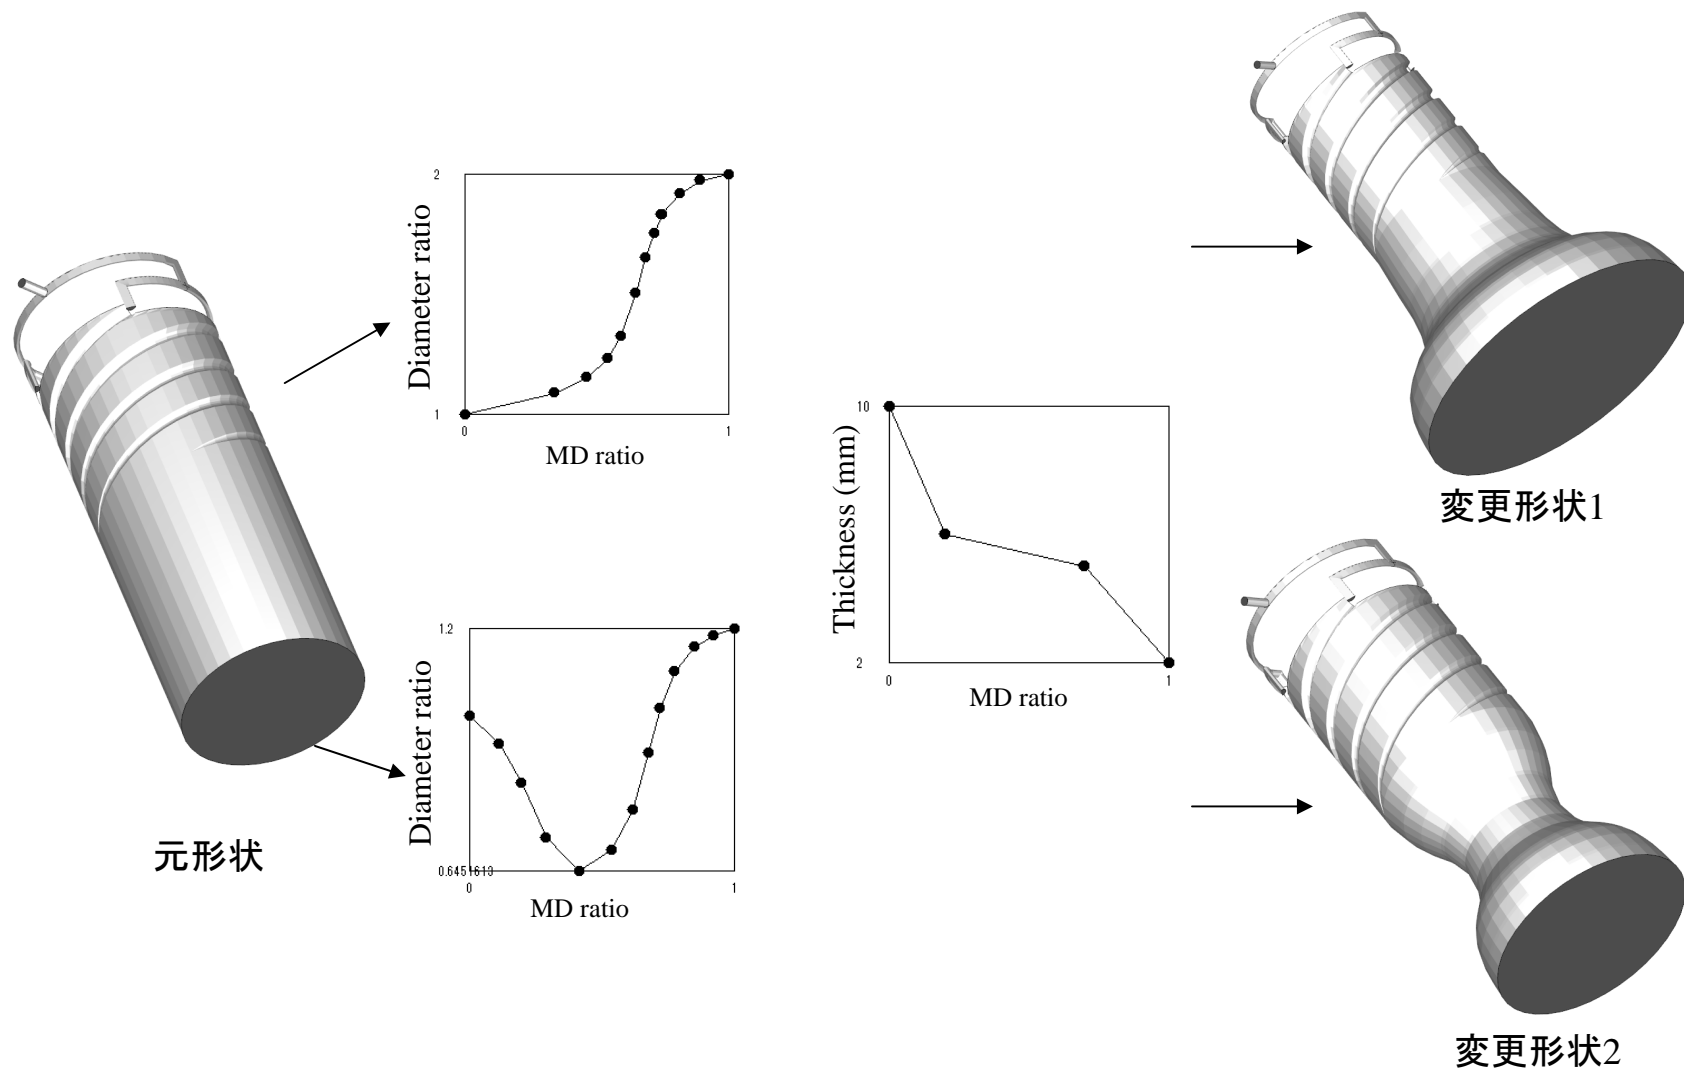 2
Diameter ratio
1
0
1
MD ratio
1.2
Diameter ratio
0.6451613
0
1
MD ratio
元形状
10
Thickness (mm)
2
0
1
MD ratio
変更形状1
変更形状2